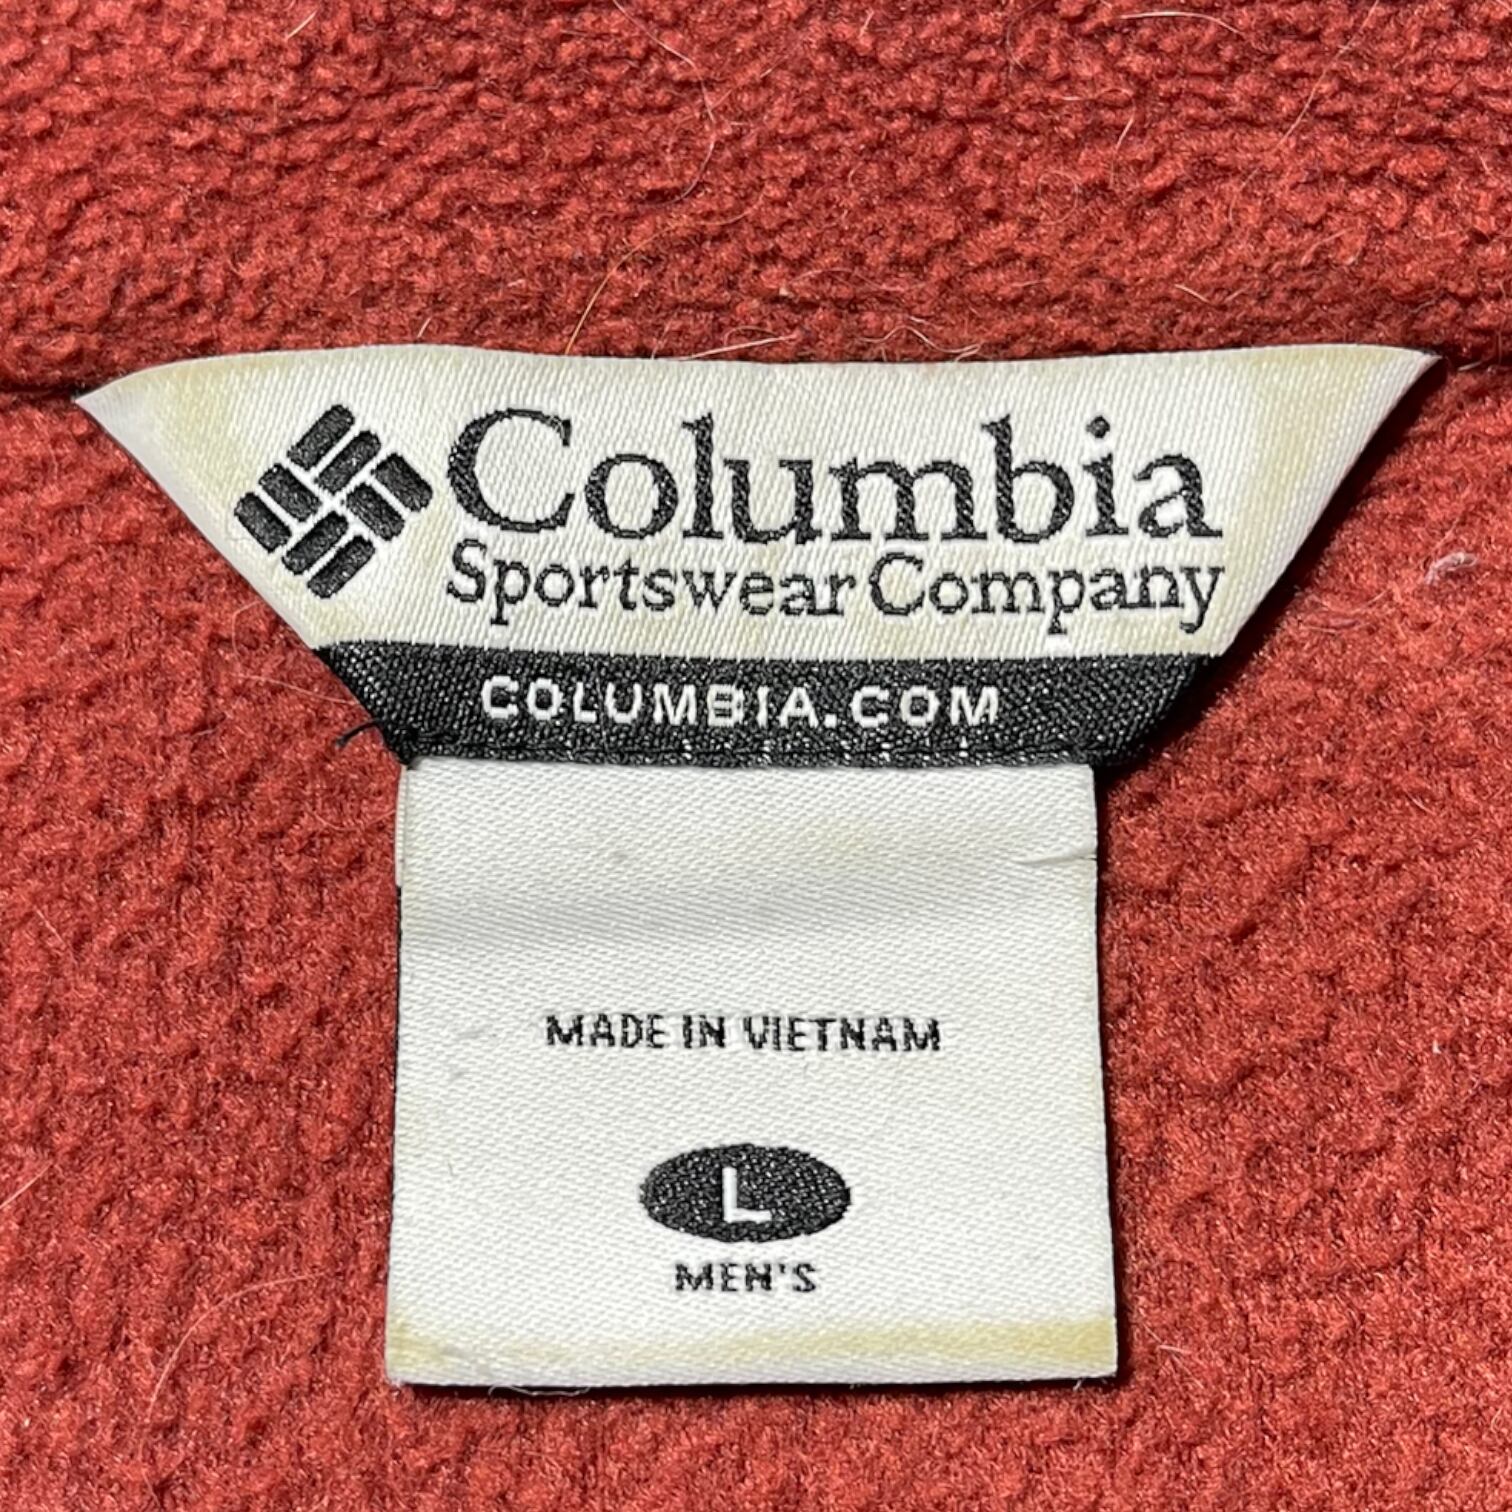 Columbia
Sportswear Company
COLUMBIA.COM
MADE IN VIETNAM
L
MEN'S